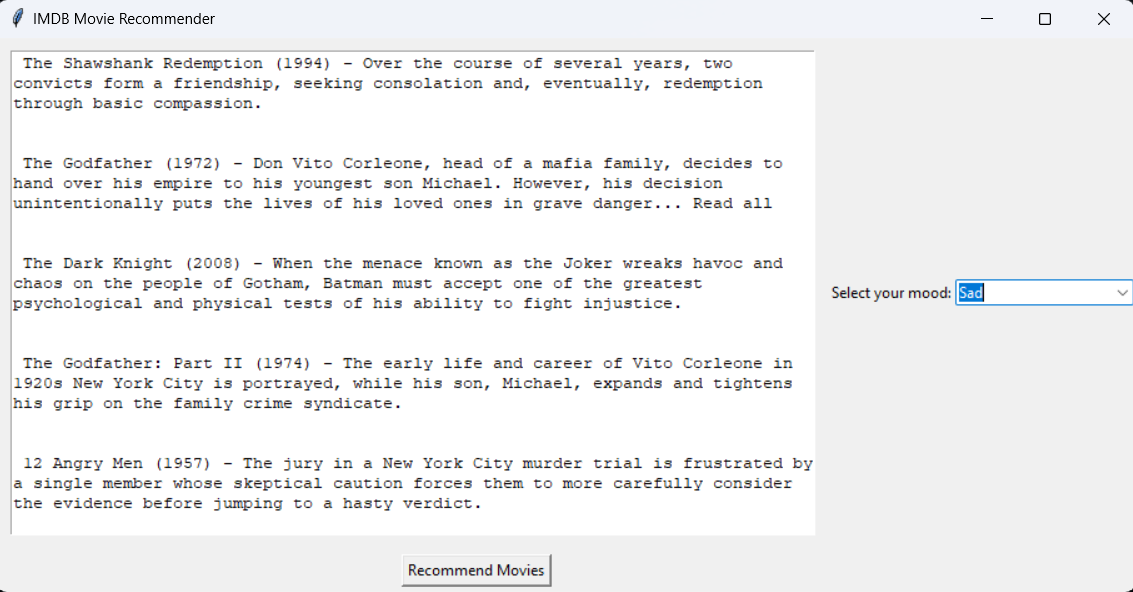 IMDB Movie Recommender
The Shawshank Redemption (1994) - Over the course of several years, two
convicts form a friendship, seeking consolation and, eventually, redemption
through basic compassion.
The Godfather (1972) - Don Vito Corleone, head of a mafia family, decides to
hand over his empire to his youngest son Michael. However, his decision
unintentionally puts the lives of his loved ones in grave danger... Read all
The Dark Knight (2008) - When the menace known as the Joker wreaks havoc and
chaos on the people of Gotham, Batman must accept one of the greatest
psychological and physical tests of his ability to fight injustice.
The Godfather: Part II (1974) - The early life and career of Vito Corleone in
1920s New York City is portrayed, while his son, Michael, expands and tightens
his grip on the family crime syndicate.
12 Angry Men (1957) - The jury in a New York City murder trial is frustrated by
a single member whose skeptical caution forces them to more carefully consider
the evidence before jumping to a hasty verdict.
Select your mood: Sad
Recommend Movies